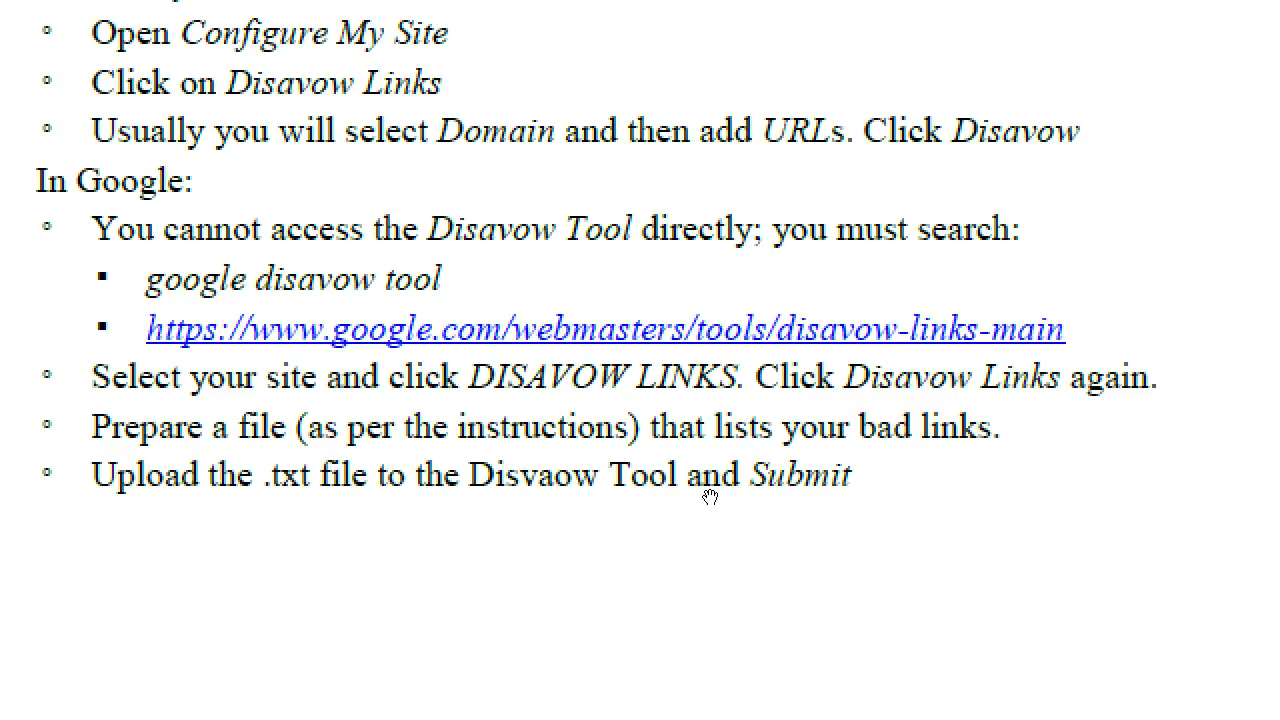 Open Configure My Site
Click on Disavow Links
Usually you will select Domain and then add URLs. Click Disavow
In Google:
You cannot access the Disavow Tool directly; you must search:
google disavow tool
https://www.google.com/webmasters/tools/disavow-links-main
Select your site and click DISAVOW LINKS. Click Disavow Links again.
Prepare a file (as per the instructions) that lists your bad links.
Upload the .txt file to the Disvaow Tool and Submit